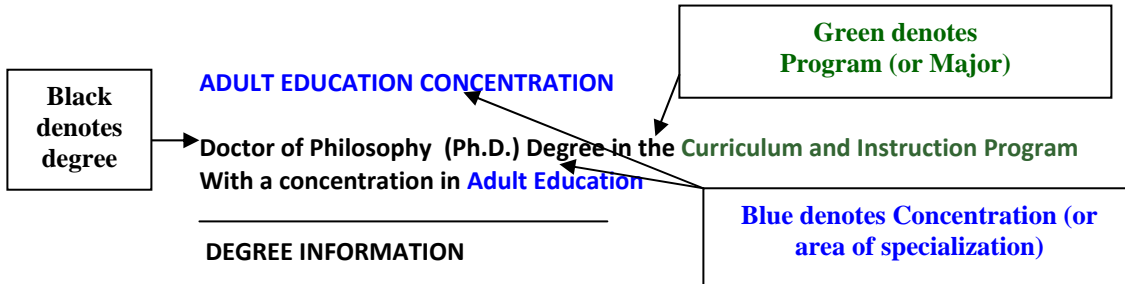 Green denotes
Program (or Major)
ADULT EDUCATION CONCENTRATION
Black
denotes
degree
Doctor of Philosophy (Ph.D.) Degree in the Curriculum and Instruction Program
With a concentration in Adult Education
Blue denotes Concentration (or
area of specialization)
DEGREE INFORMATION